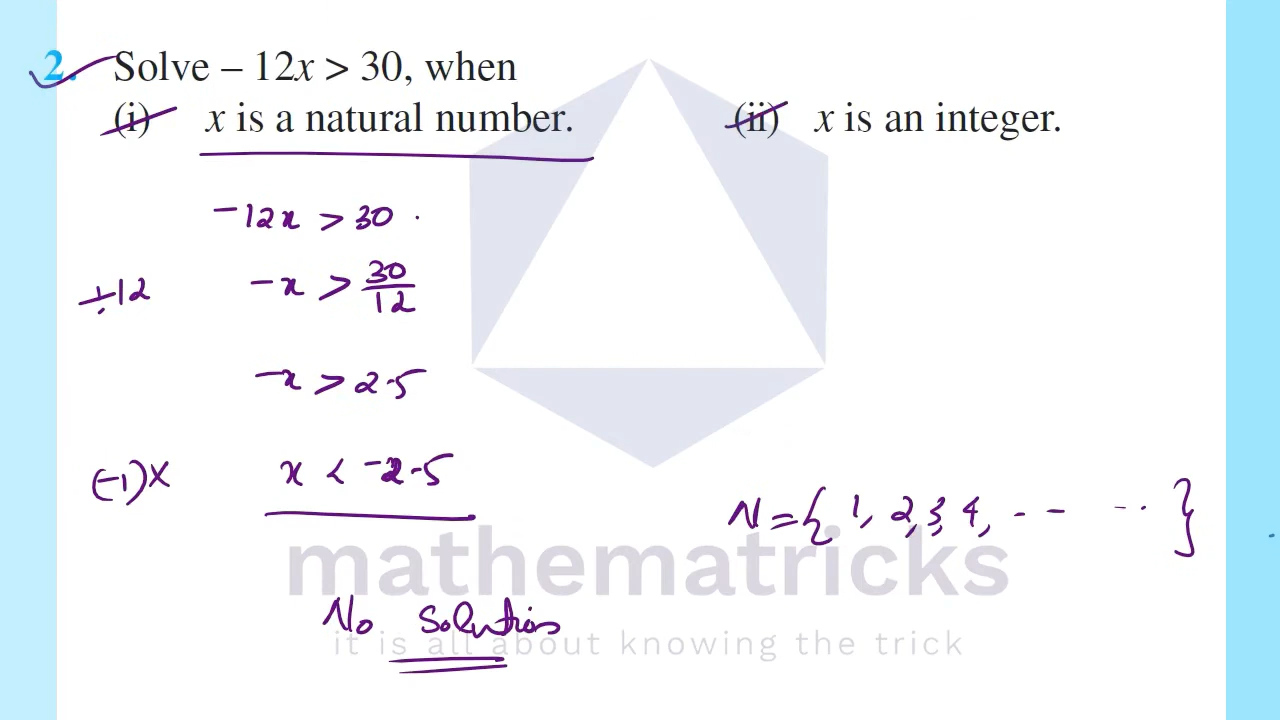 2. Solve – 12x > 30, when
(i) x is a natural number. (ii) x is an integer.
-12x > 30
÷12 -x > 30/12
-x > 2.5
(-1)X x < -2.5
N = { 1, 2, 3, 4, - - - - }
mathematricks
No solution
it is all about knowing the trick